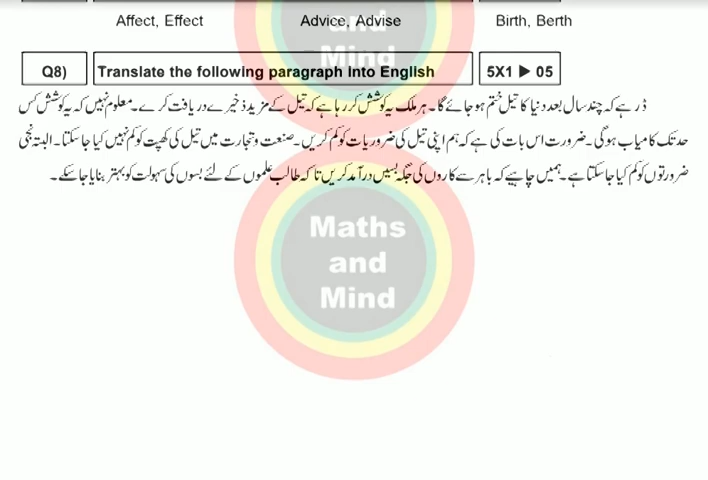 Affect, Effect Advice, Advise Birth, Berth
Q8) Translate the following paragraph into English 5X1 ▶ 05
ڈر ہے کہ چند سال بعد دنیا کا تیل ختم ہو جائے گا۔ ہر ملک یہ کوشش کر رہا ہے کہ تیل کے مزید ذخیرے دریافت کرے۔ معلوم نہیں کہ یہ کوشش کس
حد تک کامیاب ہوگی۔ ضرورت اس بات کی ہے کہ ہم اپنی تیل کی ضروریات کو کم کریں۔ صنعت و تجارت میں تیل کی کھپت کو کم نہیں کیا جا سکتا۔ البتہ نجی
ضرورتوں کو کم کیا جا سکتا ہے۔ ہمیں چاہیے کہ باہر سے کاروں کی جگہ بسیں درآمد کریں تا کہ طالب علموں کے لئے بسوں کی سہولت کو بہتر بنایا جا سکے۔
and
Mind
Maths
and
Mind